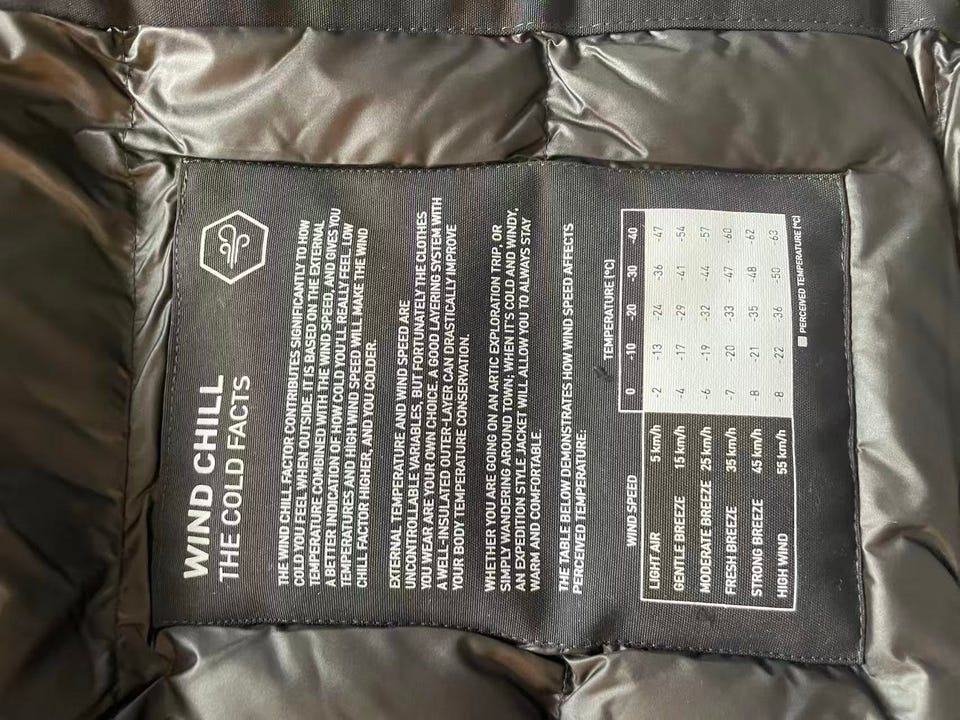 WIND CHILL
THE COLD FACTS
THE WIND CHILL FACTOR CONTRIBUTES SIGNIFICANTLY TO HOW
COLD YOU FEEL WHEN OUTSIDE. IT IS BASED ON THE EXTERNAL
TEMPERATURE COMBINED WITH THE WIND SPEED, AND GIVES YOU
A BETTER INDICATION OF HOW COLD YOU'LL REALLY FEEL. LOW
TEMPERATURES AND HIGH WIND SPEED WILL MAKE THE WIND
CHILL FACTOR HIGHER, AND YOU COLDER.
EXTERNAL TEMPERATURE AND WIND SPEED ARE
UNCONTROLLABLE VARABLES, BUT FORTUNATELY THE CLOTHES
YOU WEAR ARE YOUR OWN CHOICE. A GOOD LAYERING SYSTEM WITH
A WELL-INSULATED OUTER-LAYER CAN DRASTICALLY IMPROVE
YOUR BODY TEMPERATURE CONSERVATION.
WHETHER YOU ARE GOING ON AN ARTIC EXPLORATION TRIP, OR
SIMPLY WANDERING AROUND TOWN, WHEN IT'S COLD AND WINDY,
AN EXPEDITION STYLE JACKET WILL ALLOW YOU TO ALWAYS STAY
WARM AND COMFORTABLE.
THE TABLE BELOW DEMONSTRATES HOW WIND SPEED AFFECTS
PERCEIVED TEMPERATURE:
TEMPERATURE (°C)
WIND SPEED 0 -10 -20 -30 -40
LIGHT AIR 5 km/h -2 -13 -24 -36 -47
GENTLE BREEZE 15 km/h -4 -17 -29 -41 -54
MODERATE BREEZE 25 km/h -6 -19 -32 -44 57
FRESH BREEZE 35 km/h -7 -20 -33 -47 -60
STRONG BREEZE 45 km/h 8 -21 -35 -48 -62
HIGH WIND 55 km/h 8 -22 36 -50 -63
PERCEIWED TEMPERATURE (°C)